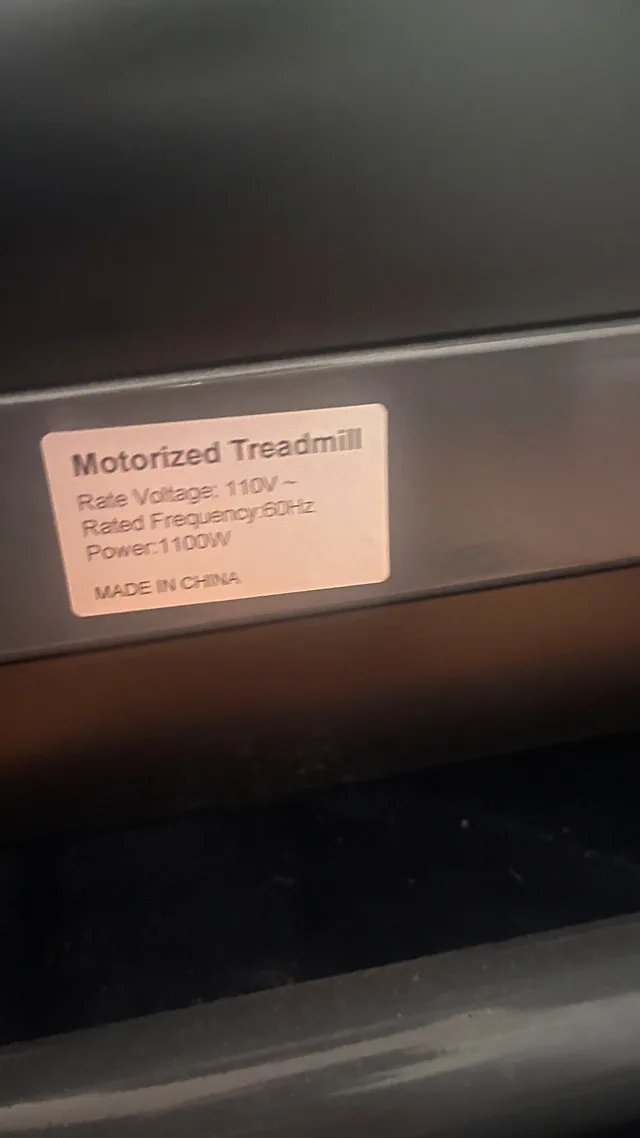 Motorized Treadmill
Rate Voltage: 110V~
Rated Frequency:60Hz
Power:1100W
MADE IN CHINA